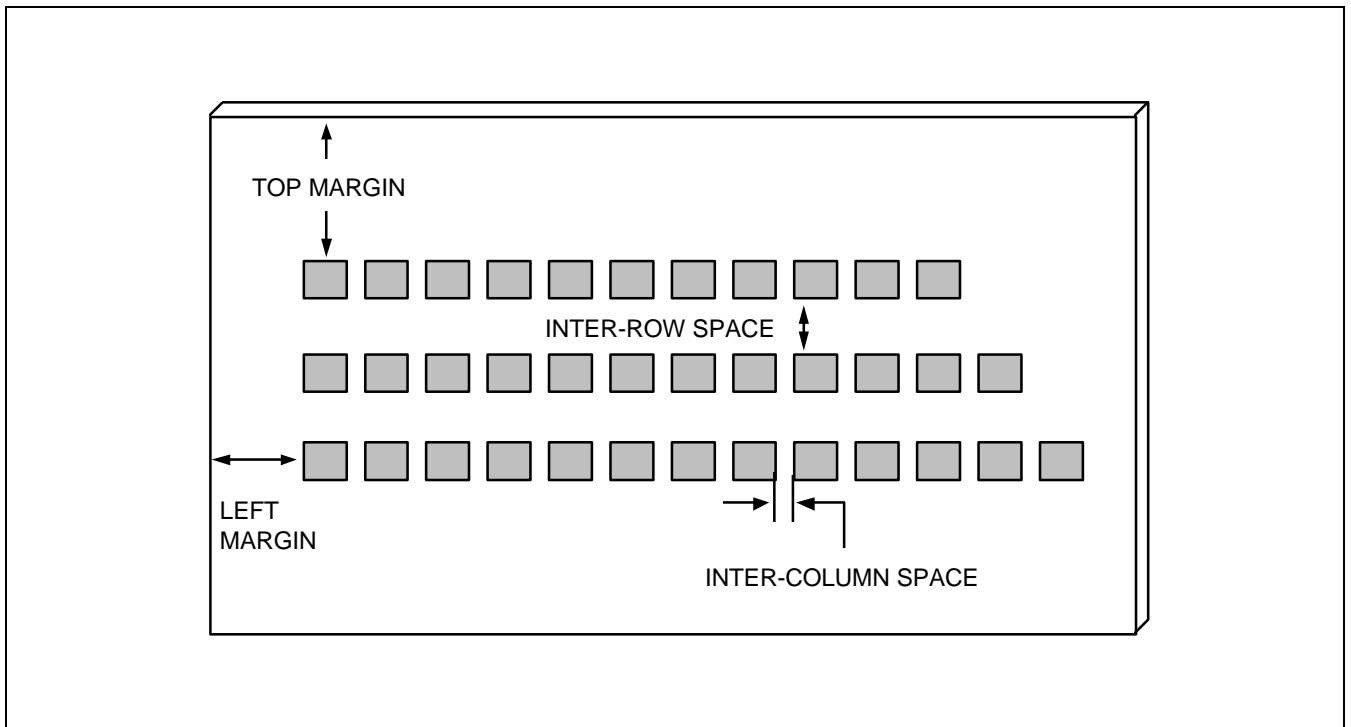 TOP MARGIN
INTER-ROW SPACE
LEFT
MARGIN
INTER-COLUMN SPACE